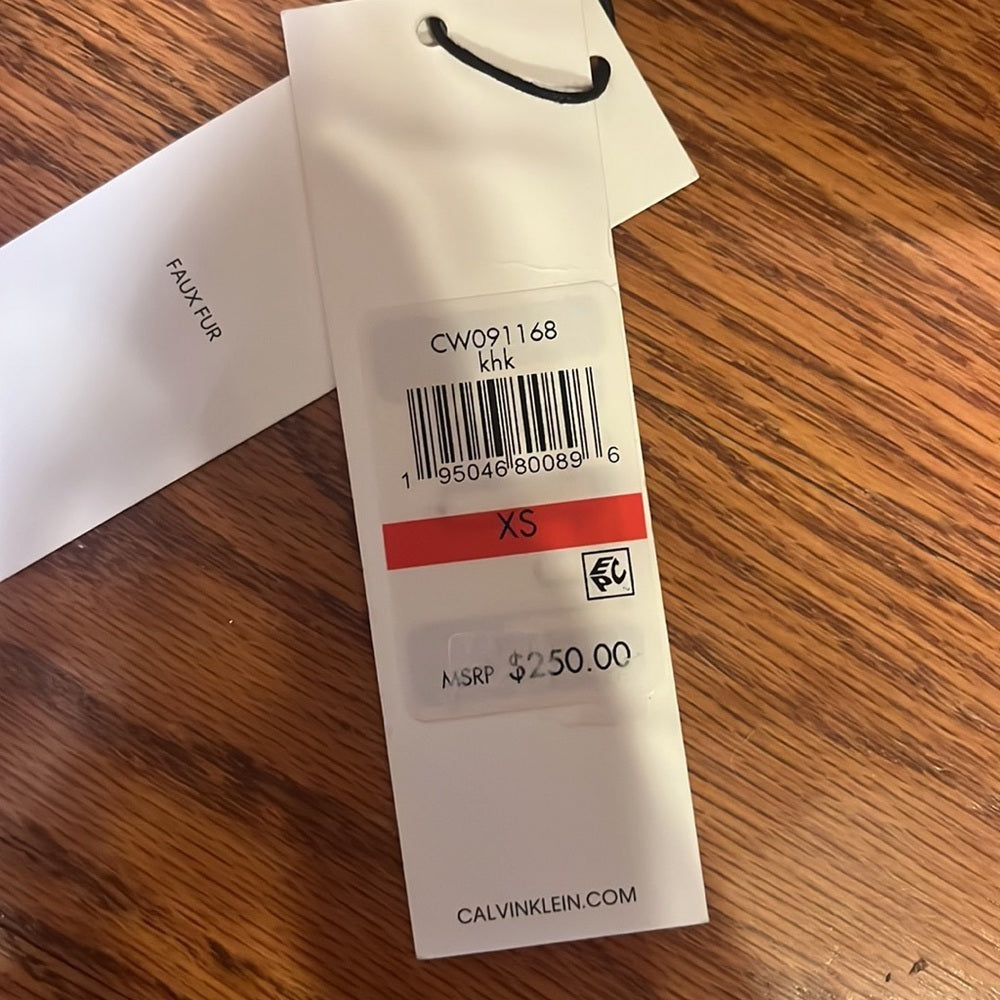 FAUX FUR
CW091168
khk
1 95046 80089 6
XS
EPC
MSRP $250.00
CALVINKLEIN.COM